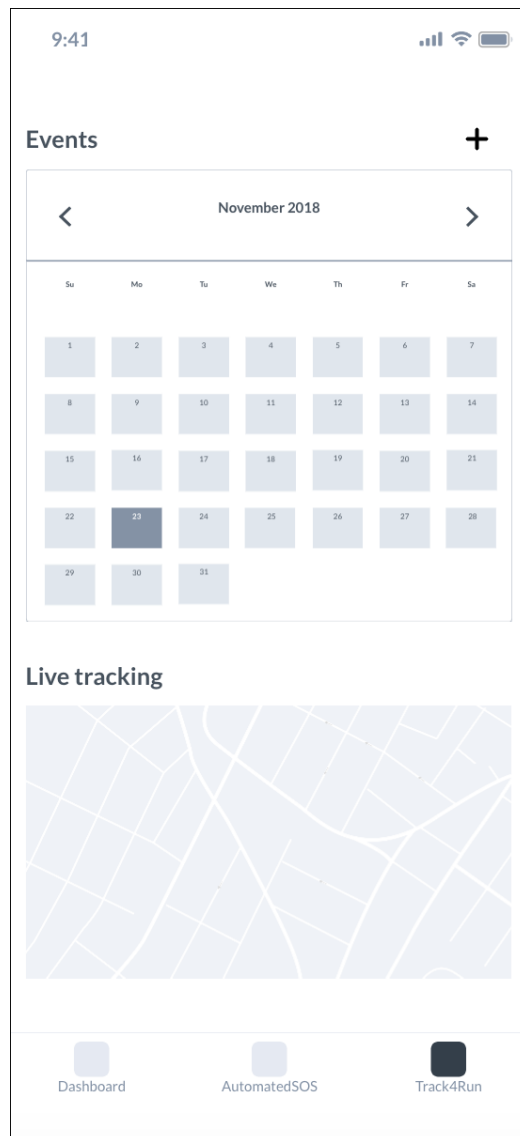 9:41
Events
November 2018
Su Mo Tu We Th Fr Sa
1 2 3 4 5 6 7
8 9 10 11 12 13 14
15 16 17 18 19 20 21
22 23 24 25 26 27 28
29 30 31
Live tracking
Dashboard AutomatedSOS Track4Run